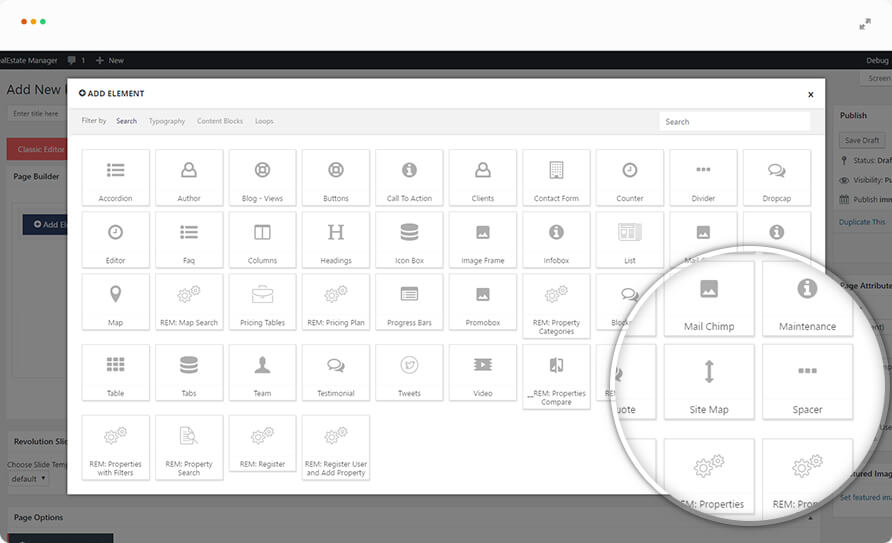 alEstate Manager 1 New Debug
Screen
Add New
Enter title here
Classic Editor
Page Builder
Add El
ADD ELEMENT
×
Filter by Search Typography Content Blocks Loops Search
Accordion Author Blog - Views Buttons Call To Action Clients Contact Form Counter Divider Dropcap
Editor Faq Columns Headings Icon Box Image Frame Infobox List
Map REM: Map Search Pricing Tables REM: Pricing Plan Progress Bars Promobox REM: Property
Categories
Table Tabs Team Testimonial Tweets Video __REM: Properties
Compare
REM: Properties
with Filters
REM: Property
Search
REM: Register
REM: Register User
and Add Property
Mail Chimp Maintenance
uote Site Map Spacer
EM: Properties REM: Prop
Publish
Save Draft
Status: Draf
Visibility: Pu
Publish imm
Duplicate This
Page Attribute
Revolution Slid
Choose Slide Temp
default
Page Options
tured Imag
Set featured ima